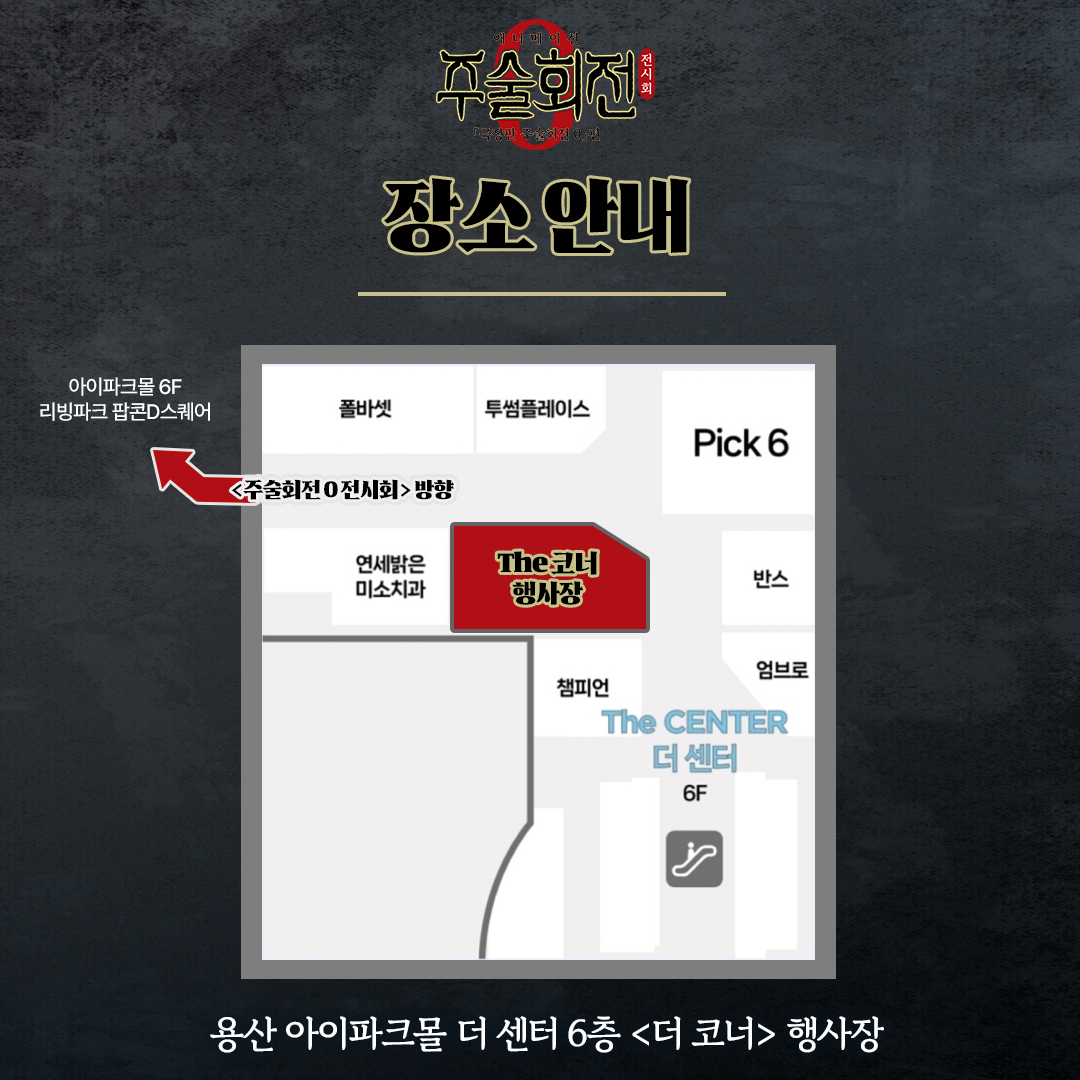 애니메이션
주술회전
0
전시회
「극장판 주술회전 0」편
장소 안내
아이파크몰 6F
리빙파크 팝콘D스퀘어
<주술회전 0 전시회> 방향
폴바셋
투썸플레이스
Pick 6
연세밝은
미소치과
The 코너
행사장
반스
챔피언
엄브로
The CENTER
더 센터
6F
용산 아이파크몰 더 센터 6층 <더 코너> 행사장